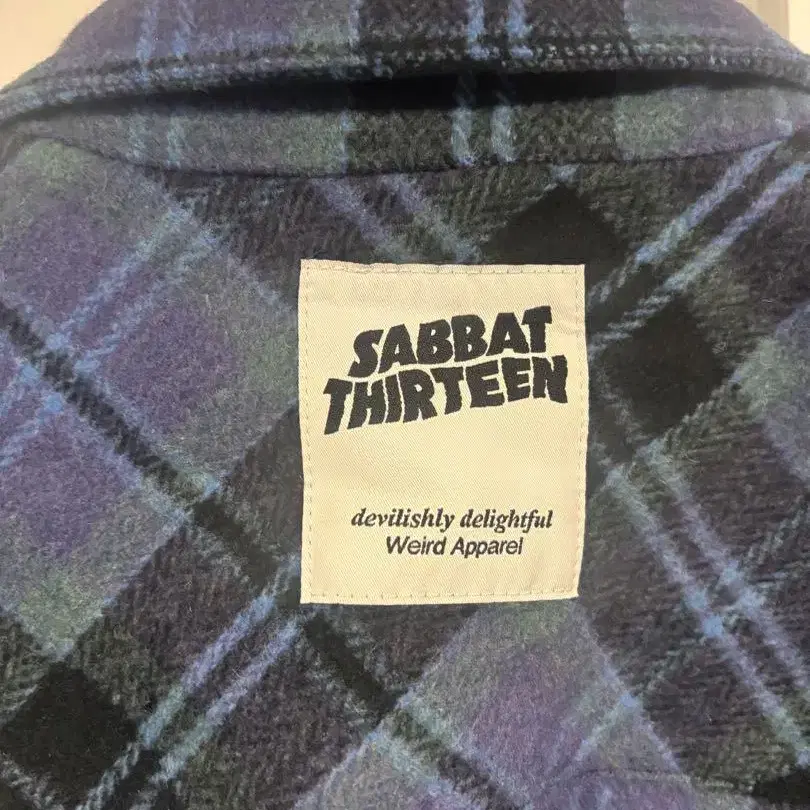 SABBAT
THIRTEEN
devilishly delightful
Weird Apparel